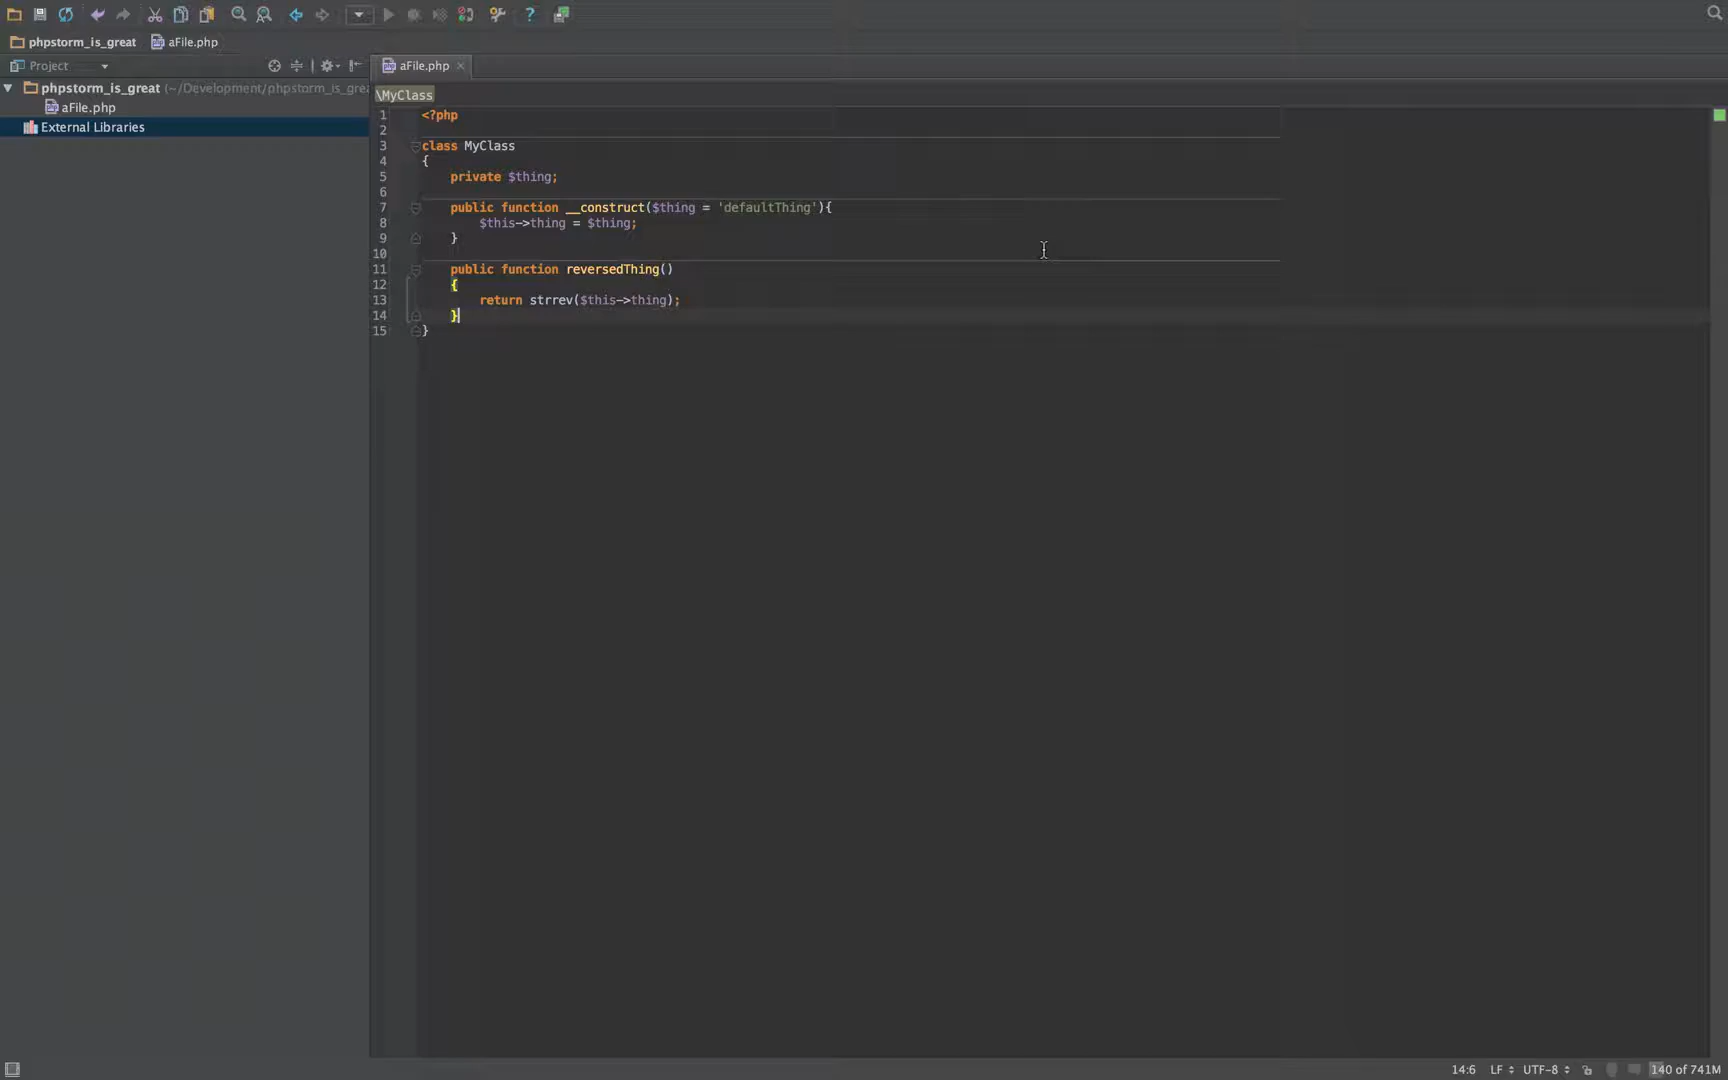 phpstorm_is_great aFile.php
Project aFile.php
phpstorm_is_great (~/Development/phpstorm_is_grea
aFile.php
External Libraries
\MyClass
1 <?php
2
3 class MyClass
4 {
5 private $thing;
6
7 public function __construct($thing = 'defaultThing'){
8 $this->thing = $thing;
9 }
10
11 public function reversedThing()
12 {
13 return strrev($this->thing);
14 }
15 }
14:6 LF UTF-8 140 of 741M